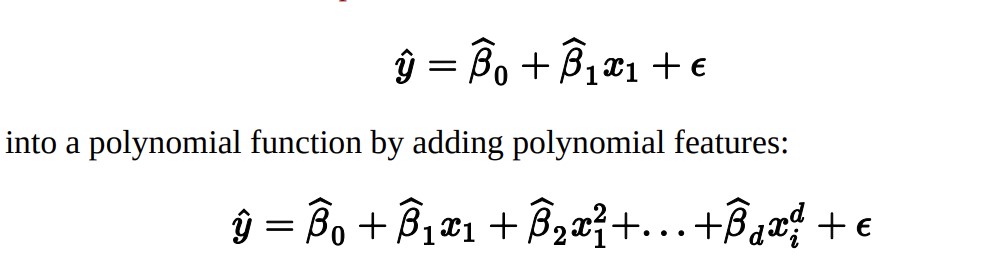 ŷ = β̂₀ + β̂₁x₁ + ϵ
into a polynomial function by adding polynomial features:
ŷ = β̂₀ + β̂₁x₁ + β̂₂x₁²+...+β̂_d x_i^d + ϵ